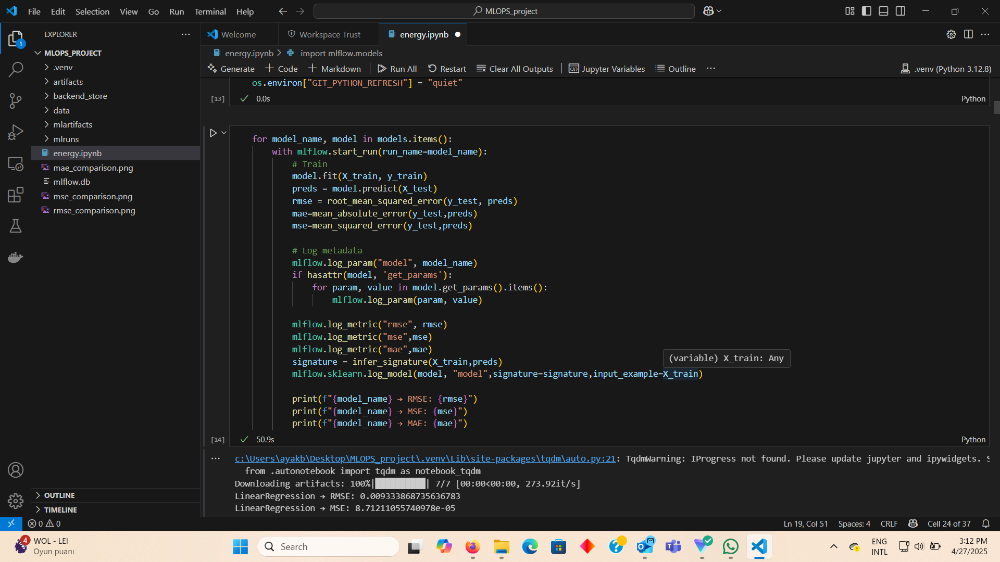 File Edit Selection View Go Run Terminal Help
MLOPS_project
EXPLORER
1
MLOPS_PROJECT
.venv
artifacts
backend_store
data
mlartifacts
mlruns
energy.ipynb
mae_comparison.png
mlflow.db
mse_comparison.png
rmse_comparison.png
OUTLINE
TIMELINE
Welcome
Workspace Trust
energy.ipynb
energy.ipynb > import mlflow.models
Generate + Code + Markdown Run All Restart Clear All Outputs Jupyter Variables Outline ...
.venv (Python 3.12.8)
os.environ["GIT_PYTHON_REFRESH"] = "quiet"
[13] ✓ 0.0s
Python
for model_name, model in models.items():
with mlflow.start_run(run_name=model_name):
# Train
model.fit(X_train, y_train)
preds = model.predict(X_test)
rmse = root_mean_squared_error(y_test, preds)
mae=mean_absolute_error(y_test,preds)
mse=mean_squared_error(y_test,preds)
# Log metadata
mlflow.log_param("model", model_name)
if hasattr(model, 'get_params'):
for param, value in model.get_params().items():
mlflow.log_param(param, value)
mlflow.log_metric("rmse", rmse)
mlflow.log_metric("mse",mse)
mlflow.log_metric("mae",mae)
(variable) X_train: Any
signature = infer_signature(X_train,preds)
mlflow.sklearn.log_model(model, "model",signature=signature,input_example=X_train)
print(f"{model_name} → RMSE: {rmse}")
print(f"{model_name} → MSE: {mse}")
print(f"{model_name} → MAE: {mae}")
[14] ✓ 50.9s
Python
c:\Users\ayakb\Desktop\MLOPS_project\.venv\Lib\site-packages\tqdm\auto.py:21: TqdmWarning: IProgress not found. Please update jupyter and ipywidgets. S
from .autonotebook import tqdm as notebook_tqdm
Downloading artifacts: 100%|██████████| 7/7 [00:00<00:00, 273.92it/s]
LinearRegression → RMSE: 0.009333868735636783
LinearRegression → MSE: 8.71211055740978e-05
0 0
Ln 19, Col 51 Spaces: 4 CRLF Cell 24 of 37
4
WOL - LEI
Oyun puanı
Search
ENG
INTL
3:12 PM
4/27/2025